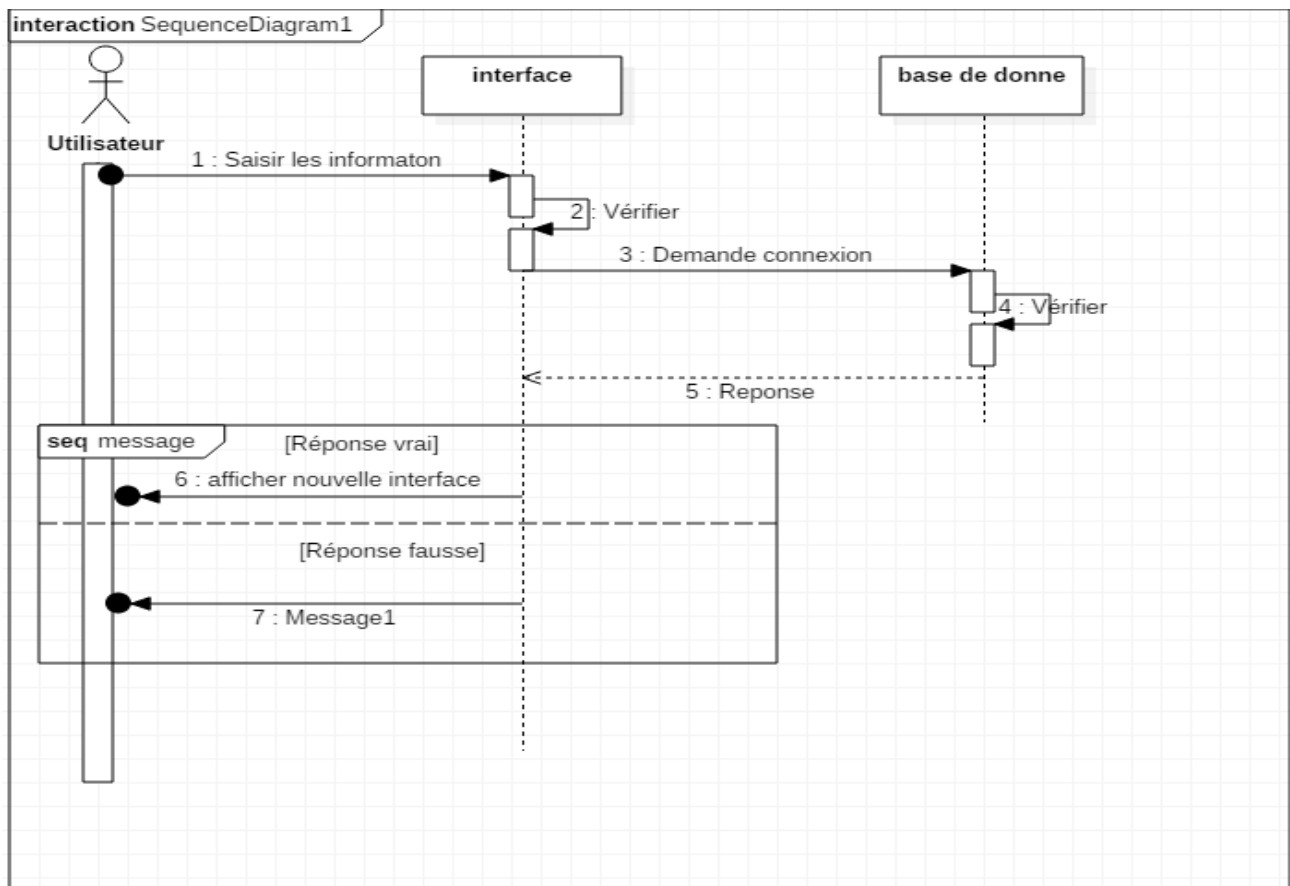 interaction SequenceDiagram1
interface
base de donne
Utilisateur
1 : Saisir les informaton
2 : Vérifier
3 : Demande connexion
4 : Vérifier
5 : Reponse
seq message
[Réponse vrai]
6 : afficher nouvelle interface
[Réponse fausse]
7 : Message1